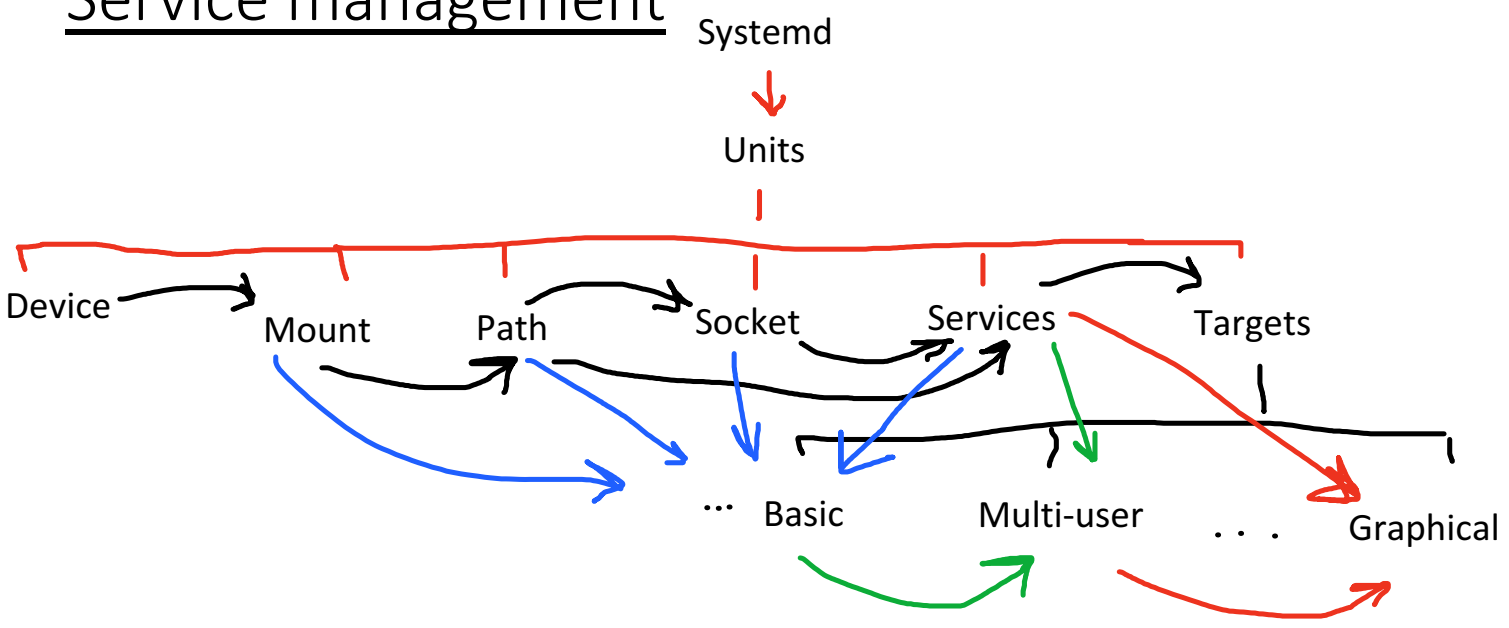 Service management
Systemd
Units
Device
Mount
Path
Socket
Services
Targets
... Basic
Multi-user
...
Graphical